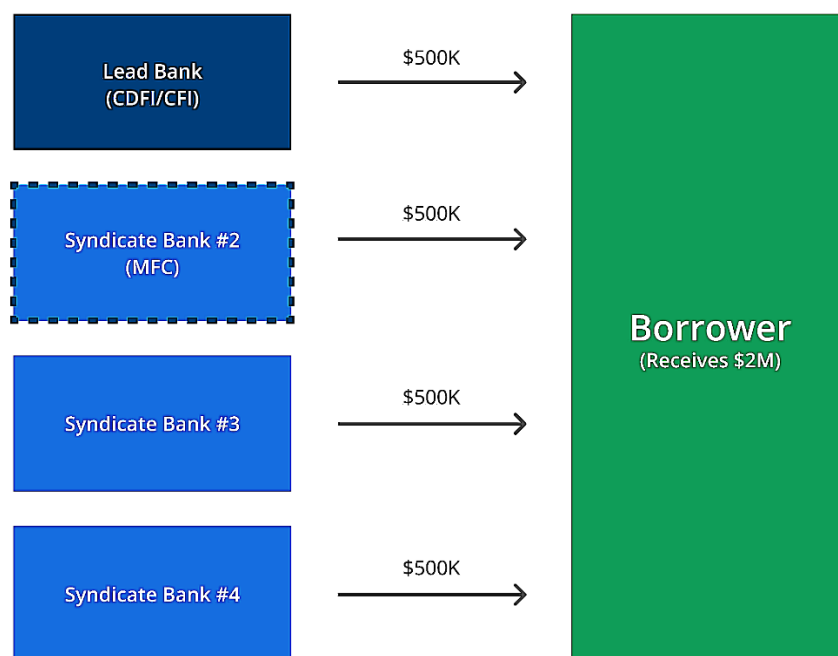 Lead Bank
(CDFI/CFI)
$500K
Syndicate Bank #2
(MFC)
$500K
Syndicate Bank #3
$500K
Syndicate Bank #4
$500K
Borrower
(Receives $2M)